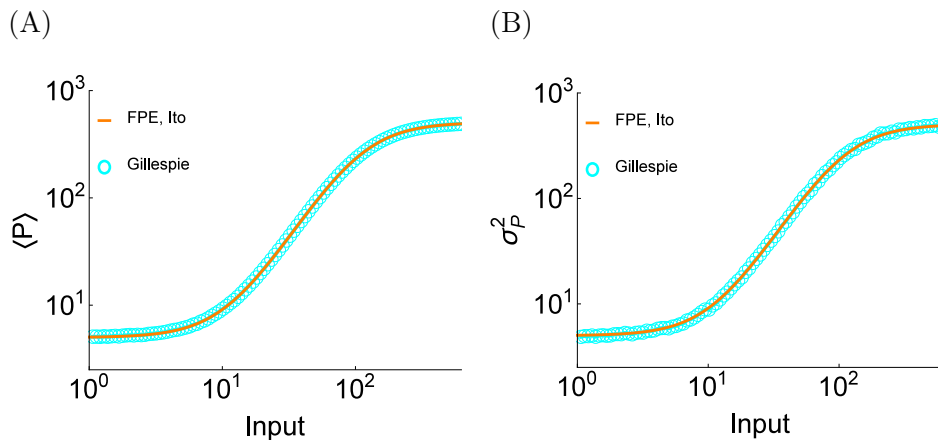 (A)
10³
FPE, Ito
Gillespie
10²
⟨P⟩
10¹
10⁰ 10¹ 10²
Input
(B)
10³
FPE, Ito
Gillespie
10²
σ²_P
10¹
10⁰ 10¹ 10²
Input